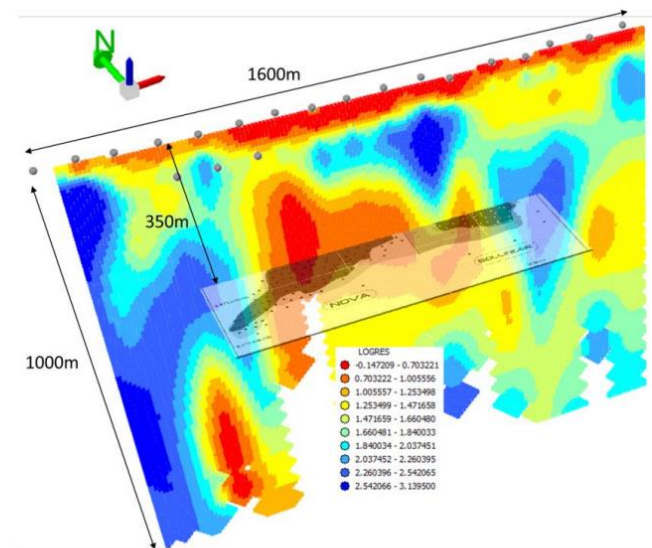 N
1600m
350m
1000m
NOVA
BOLLINGER
LOGRES
-0.147209 - 0.703221
0.703222 - 1.005556
1.005557 - 1.253498
1.253499 - 1.471658
1.471659 - 1.660480
1.660481 - 1.840033
1.840034 - 2.037451
2.037452 - 2.260395
2.260396 - 2.542065
2.542066 - 3.139500